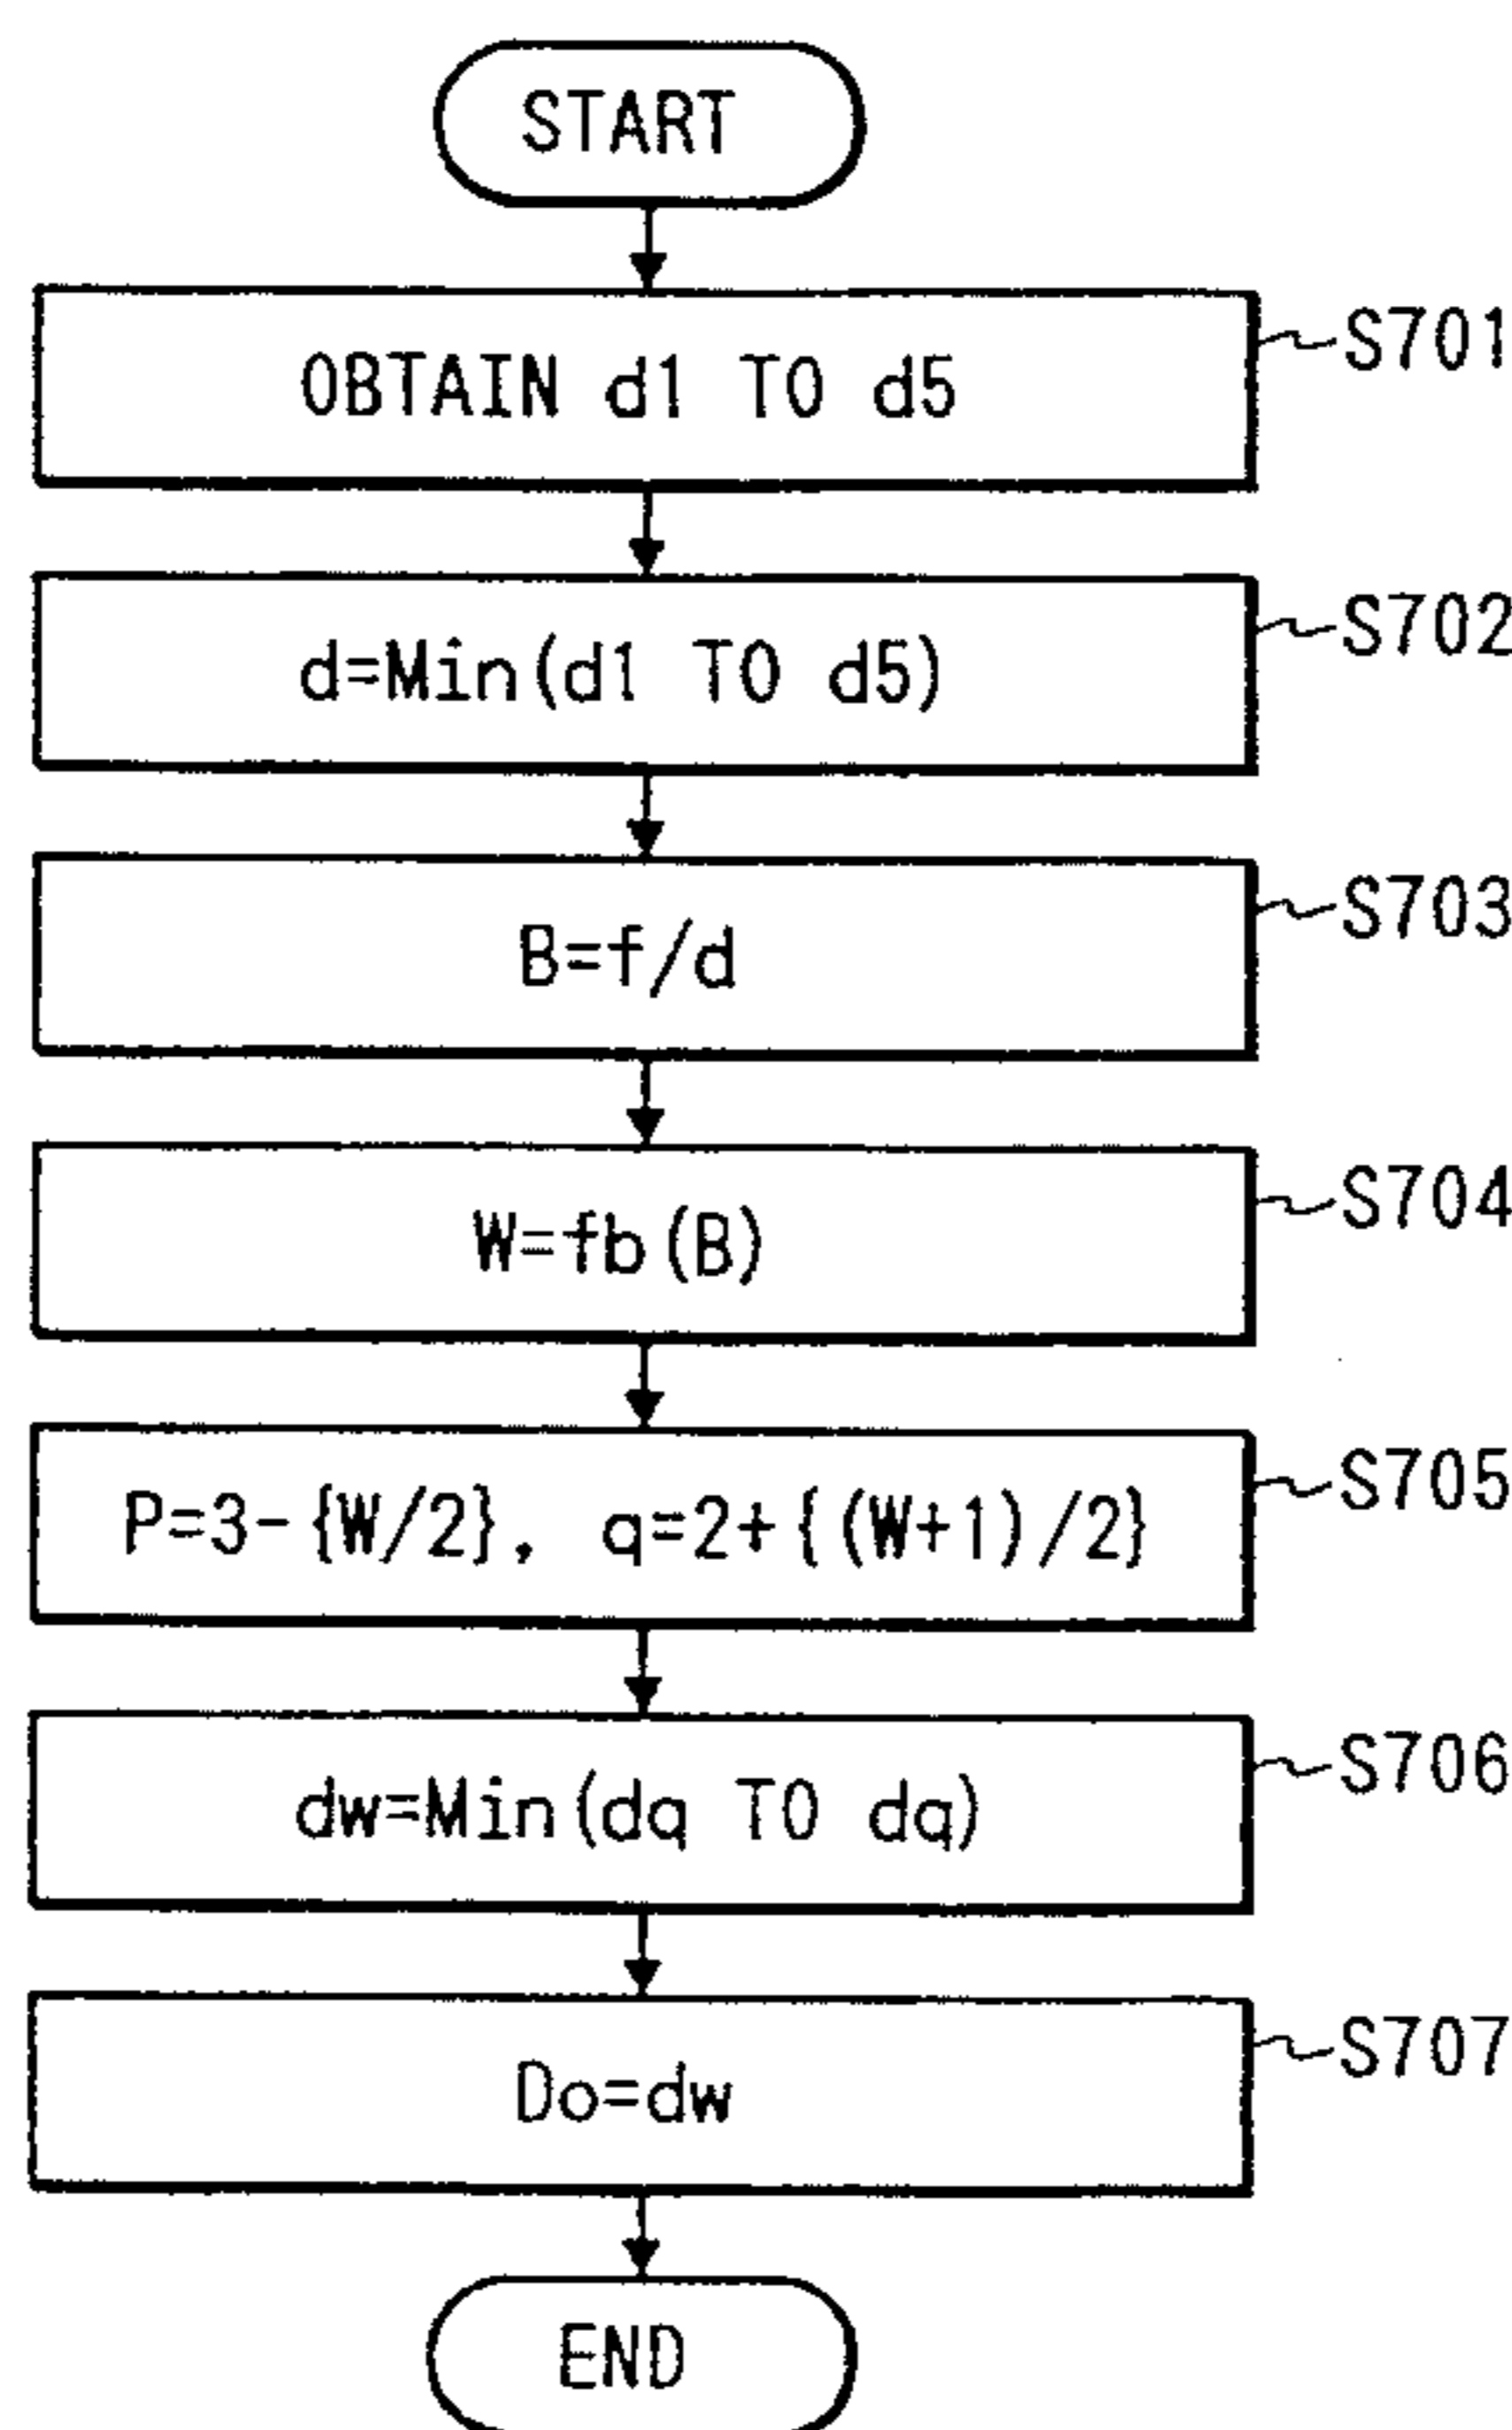 START
OBTAIN d1 TO d5
S701
d=Min(d1 TO d5)
S702
B=f/d
S703
W=fb(B)
S704
P=3-{W/2}, q=2+{(W+1)/2}
S705
dw=Min(dq TO dq)
S706
Do=dw
S707
END